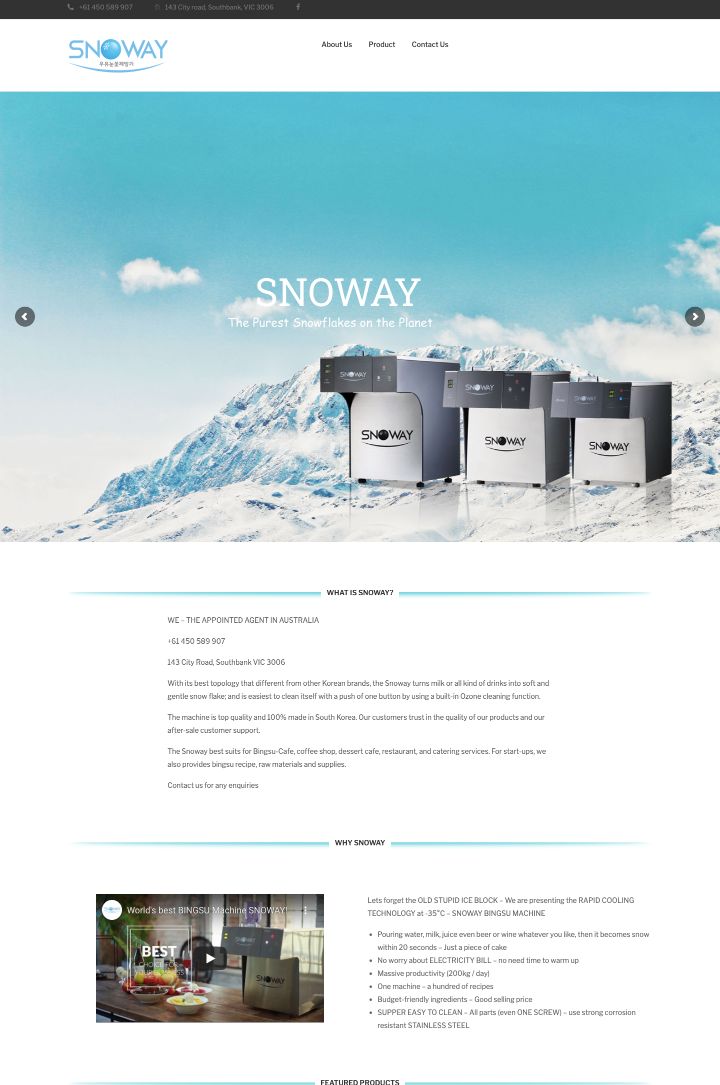 +61 450 589 907 143 City road, Southbank, VIC 3006
SNOWAY
우유눈꽃제빙기
About Us Product Contact Us
SNOWAY
The Purest Snowflakes on the Planet
SNOWAY
SNOWAY
SNOWAY
SNOWAY
SNOWAY
SNOWAY
WHAT IS SNOWAY?
WE – THE APPOINTED AGENT IN AUSTRALIA
+61 450 589 907
143 City Road, Southbank VIC 3006
With its best topology that different from other Korean brands, the Snoway turns milk or all kind of drinks into soft and
gentle snow flake; and is easiest to clean itself with a push of one button by using a built-in Ozone cleaning function.
The machine is top quality and 100% made in South Korea. Our customers trust in the quality of our products and our
after-sale customer support.
The Snoway best suits for Bingsu-Cafe, coffee shop, dessert cafe, restaurant, and catering services. For start-ups, we
also provides bingsu recipe, raw materials and supplies.
Contact us for any enquiries
WHY SNOWAY
World's best BINGSU Machine SNOWAY!
BEST
CHOICE FOR
YOUR BUSINESS
SNOWAY
Lets forget the OLD STUPID ICE BLOCK – We are presenting the RAPID COOLING
TECHNOLOGY at -35°C – SNOWAY BINGSU MACHINE
• Pouring water, milk, juice even beer or wine whatever you like, then it becomes snow
within 20 seconds – Just a piece of cake
• No worry about ELECTRICITY BILL – no need time to warm up
• Massive productivity (200kg / day)
• One machine – a hundred of recipes
• Budget-friendly ingredients – Good selling price
• SUPER EASY TO CLEAN – All parts (even ONE SCREW) – use strong corrosion
resistant STAINLESS STEEL
FEATURED PRODUCTS